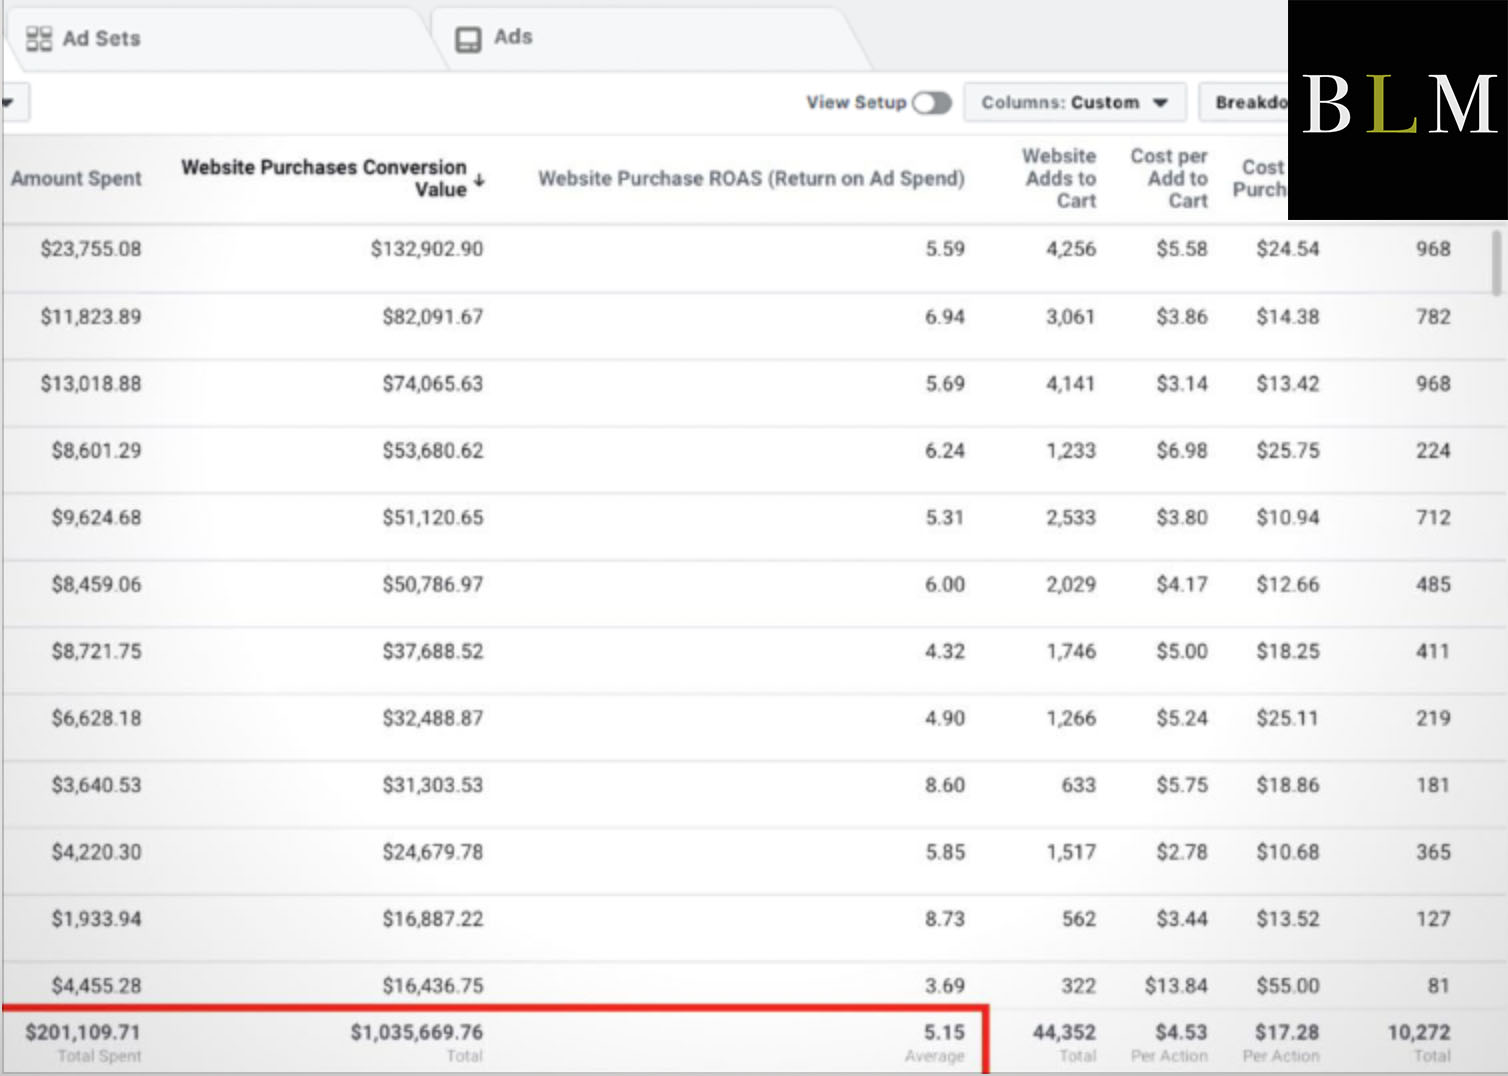 Ad Sets
Ads
BLM
View Setup
Columns: Custom
Breakdo
Amount Spent
Website Purchases Conversion
Value ↓
Website Purchase ROAS (Return on Ad Spend)
Website
Adds to
Cart
Cost per
Add to
Cart
Cost
Purch
$23,755.08 $132,902.90 5.59 4,256 $5.58 $24.54 968
$11,823.89 $82,091.67 6.94 3,061 $3.86 $14.38 782
$13,018.88 $74,065.63 5.69 4,141 $3.14 $13.42 968
$8,601.29 $53,680.62 6.24 1,233 $6.98 $25.75 224
$9,624.68 $51,120.65 5.31 2,533 $3.80 $10.94 712
$8,459.06 $50,786.97 6.00 2,029 $4.17 $12.66 485
$8,721.75 $37,688.52 4.32 1,746 $5.00 $18.25 411
$6,628.18 $32,488.87 4.90 1,266 $5.24 $25.11 219
$3,640.53 $31,303.53 8.60 633 $5.75 $18.86 181
$4,220.30 $24,679.78 5.85 1,517 $2.78 $10.68 365
$1,933.94 $16,887.22 8.73 562 $3.44 $13.52 127
$4,455.28 $16,436.75 3.69 322 $13.84 $55.00 81
$201,109.71 $1,035,669.76 5.15 44,352 $4.53 $17.28 10,272
Total Spent Total Average Total Per Action Per Action Total